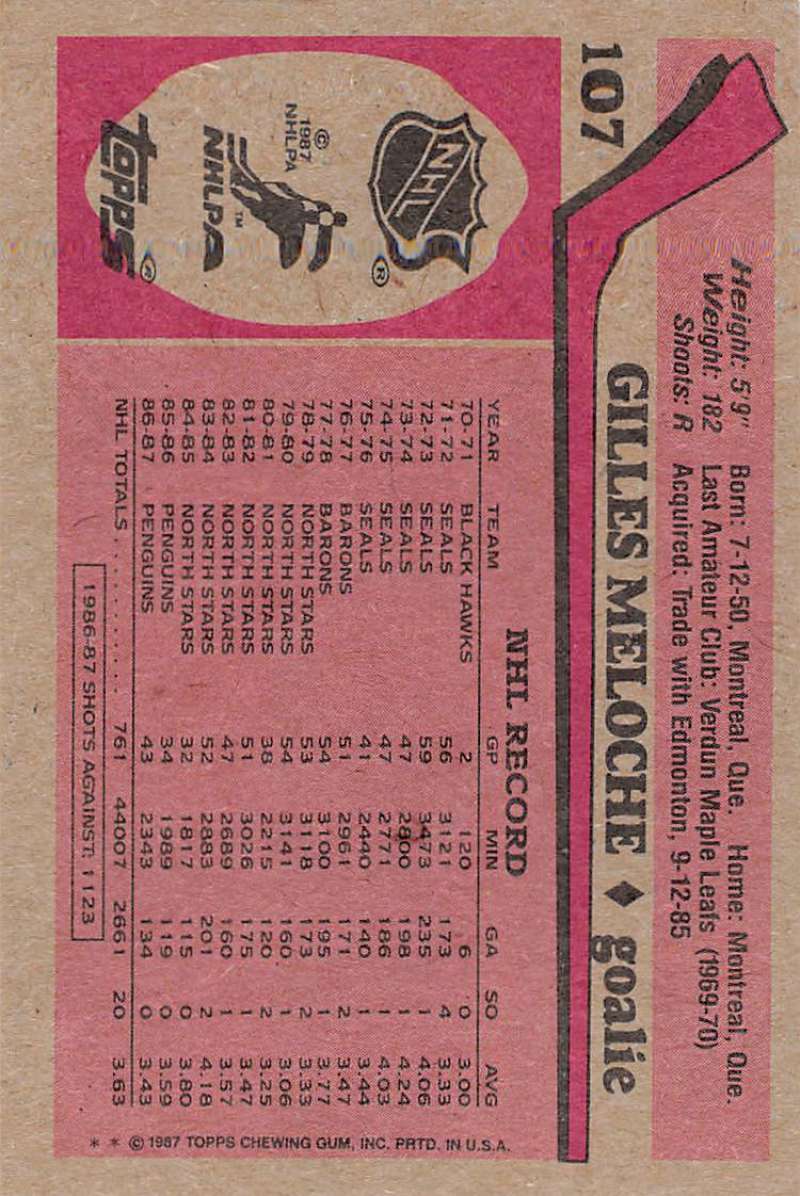 107
Height: 5'9" Born: 7-12-50, Montreal, Que. Home: Montreal, Que.
Weight: 182 Last Amateur Club: Verdun Maple Leafs (1969-70)
Shoots: R Acquired: Trade with Edmonton, 9-12-85
GILLES MELOCHE ♦ goalie
NHL
®
© 1987
NHLPA
NHLPA
TM
topps
®
NHL RECORD
YEAR TEAM GP MIN GA SO AVG
70-71 BLACK HAWKS 2 120 6 0 3.00
71-72 SEALS 56 3121 173 4 3.33
72-73 SEALS 59 3473 235 1 4.06
73-74 SEALS 47 2800 198 1 4.24
74-75 SEALS 47 2771 186 1 4.03
75-76 SEALS 41 2440 140 1 3.44
76-77 BARONS 51 2961 171 2 3.47
77-78 BARONS 54 3100 195 1 3.77
78-79 NORTH STARS 53 3118 173 2 3.33
79-80 NORTH STARS 54 3141 160 1 3.06
80-81 NORTH STARS 38 2215 120 2 3.25
81-82 NORTH STARS 51 3026 175 1 3.47
82-83 NORTH STARS 47 2689 160 1 3.57
83-84 NORTH STARS 52 2883 201 2 4.18
84-85 NORTH STARS 32 1817 115 0 3.80
85-86 PENGUINS 34 1989 119 0 3.59
86-87 PENGUINS 43 2343 134 0 3.43
NHL TOTALS .......... 761 44007 2661 20 3.63
1986-87 SHOTS AGAINST: 1123
* * © 1987 TOPPS CHEWING GUM, INC. PRTD. IN U.S.A.